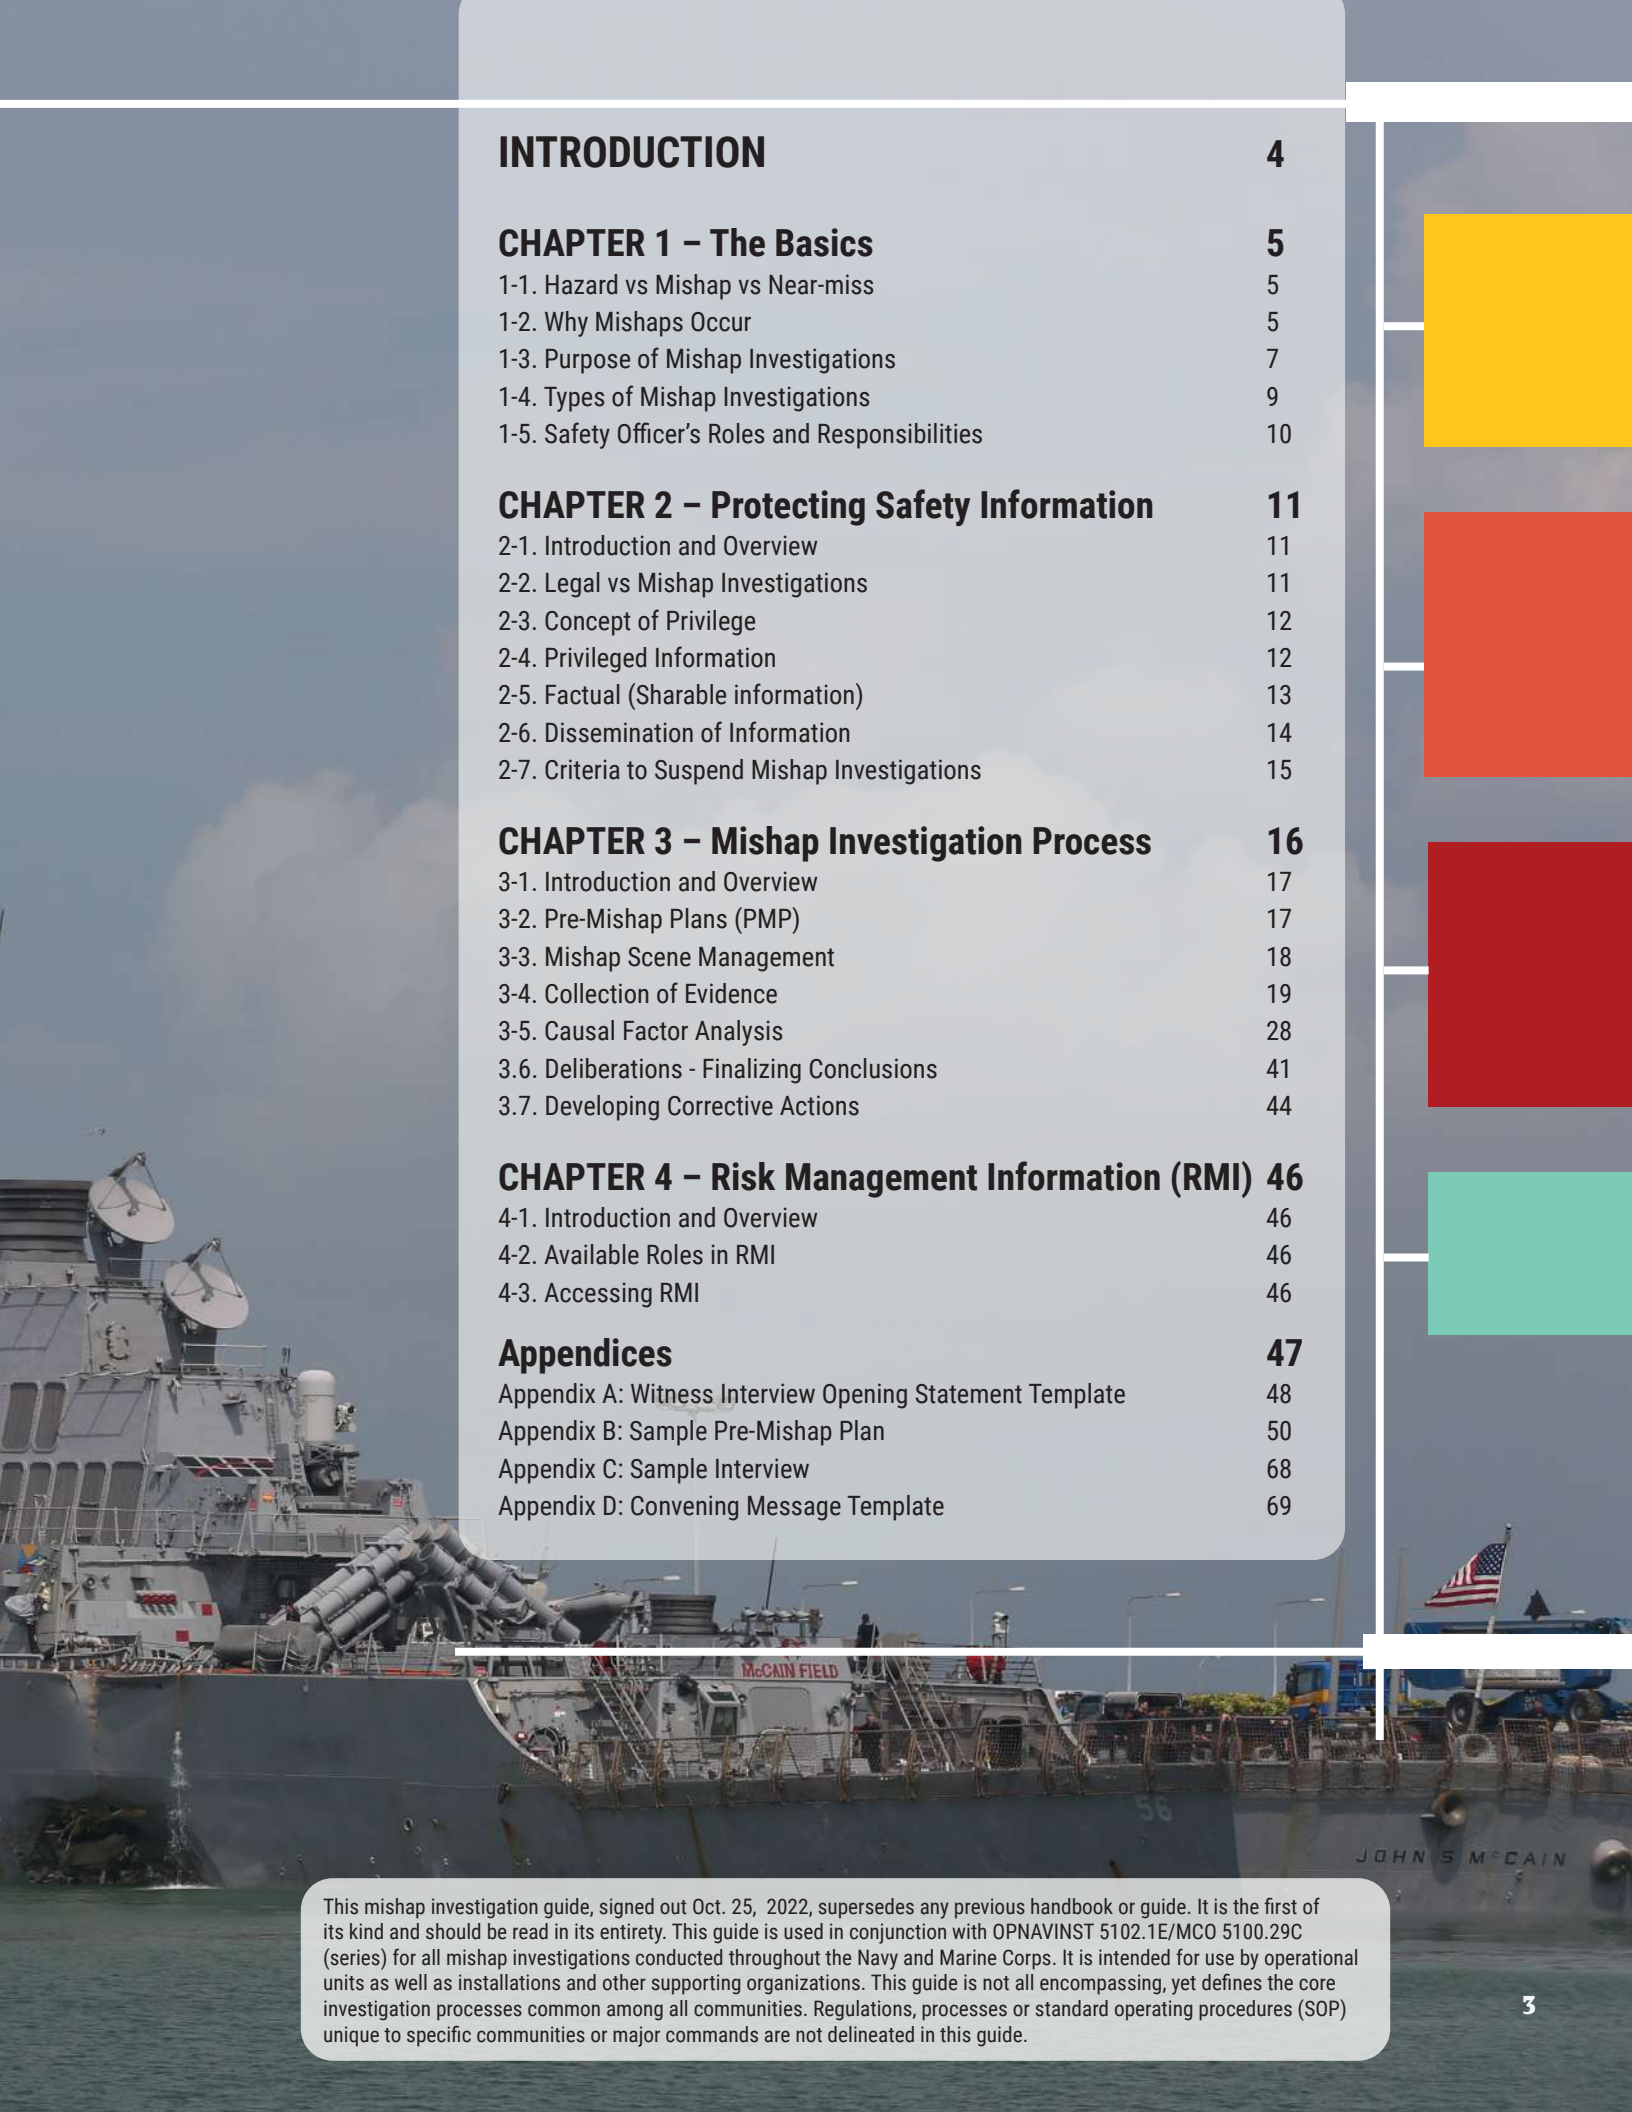 INTRODUCTION 4
CHAPTER 1 – The Basics 5
1-1. Hazard vs Mishap vs Near-miss 5
1-2. Why Mishaps Occur 5
1-3. Purpose of Mishap Investigations 7
1-4. Types of Mishap Investigations 9
1-5. Safety Officer’s Roles and Responsibilities 10
CHAPTER 2 – Protecting Safety Information 11
2-1. Introduction and Overview 11
2-2. Legal vs Mishap Investigations 11
2-3. Concept of Privilege 12
2-4. Privileged Information 12
2-5. Factual (Sharable information) 13
2-6. Dissemination of Information 14
2-7. Criteria to Suspend Mishap Investigations 15
CHAPTER 3 – Mishap Investigation Process 16
3-1. Introduction and Overview 17
3-2. Pre-Mishap Plans (PMP) 17
3-3. Mishap Scene Management 18
3-4. Collection of Evidence 19
3-5. Causal Factor Analysis 28
3.6. Deliberations - Finalizing Conclusions 41
3.7. Developing Corrective Actions 44
CHAPTER 4 – Risk Management Information (RMI) 46
4-1. Introduction and Overview 46
4-2. Available Roles in RMI 46
4-3. Accessing RMI 46
Appendices 47
Appendix A: Witness Interview Opening Statement Template 48
Appendix B: Sample Pre-Mishap Plan 50
Appendix C: Sample Interview 68
Appendix D: Convening Message Template 69
McCAIN FIELD
56
JOHN S McCAIN
This mishap investigation guide, signed out Oct. 25, 2022, supersedes any previous handbook or guide. It is the first of
its kind and should be read in its entirety. This guide is used in conjunction with OPNAVINST 5102.1E/MCO 5100.29C
(series) for all mishap investigations conducted throughout the Navy and Marine Corps. It is intended for use by operational
units as well as installations and other supporting organizations. This guide is not all encompassing, yet defines the core
investigation processes common among all communities. Regulations, processes or standard operating procedures (SOP)
unique to specific communities or major commands are not delineated in this guide.
3